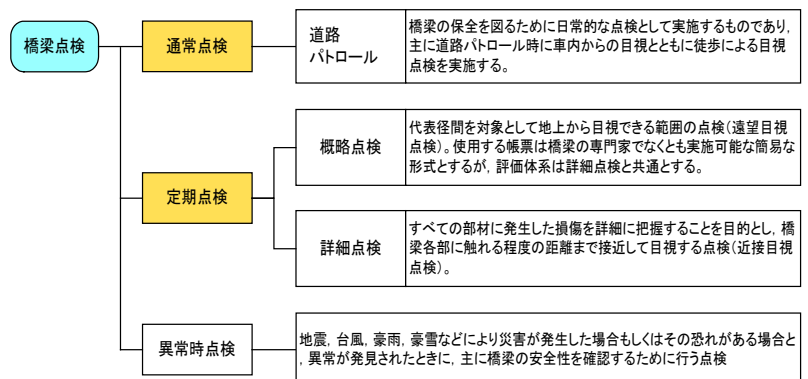 橋梁点検
通常点検
道路
パトロール
橋梁の保全を図るために日常的な点検として実施するものであり,
主に道路パトロール時に車内からの目視とともに徒歩による目視
点検を実施する。
定期点検
概略点検
代表径間を対象として地上から目視できる範囲の点検(遠望目視
点検)。使用する帳票は橋梁の専門家でなくとも実施可能な簡易な
形式とするが, 評価体系は詳細点検と共通とする。
詳細点検
すべての部材に発生した損傷を詳細に把握することを目的とし, 橋
梁各部に触れる程度の距離まで接近して目視する点検(近接目視
点検)。
異常時点検
地震, 台風, 豪雨, 豪雪などにより災害が発生した場合もしくはその恐れがある場合と
, 異常が発見されたときに, 主に橋梁の安全性を確認するために行う点検